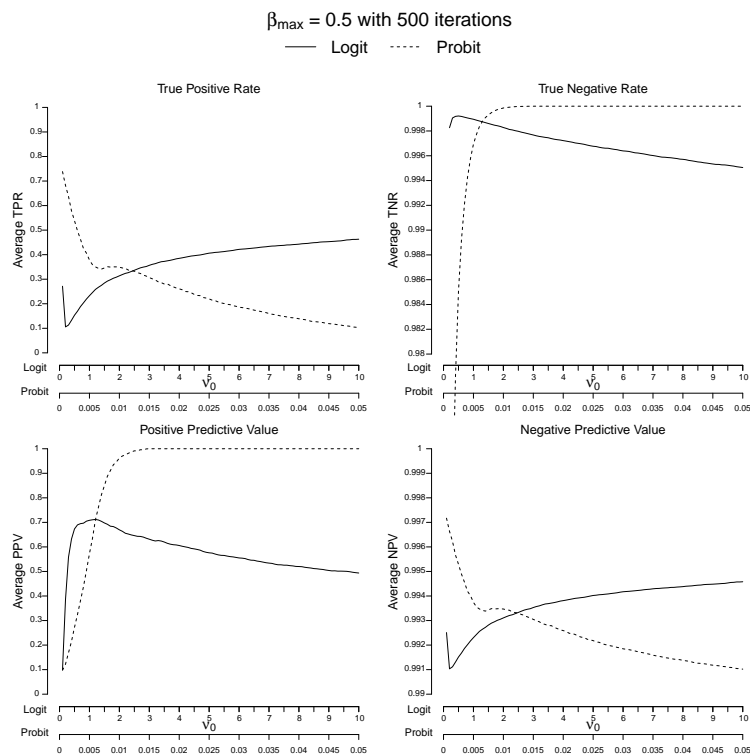 β_max = 0.5 with 500 iterations
Logit Probit
True Positive Rate
Average TPR
1
0.9
0.8
0.7
0.6
0.5
0.4
0.3
0.2
0.1
0
Logit 0 1 2 3 4 5 6 7 8 9 10
ν₀
Probit 0 0.005 0.01 0.015 0.02 0.025 0.03 0.035 0.04 0.045 0.05
True Negative Rate
Average TNR
1
0.998
0.996
0.994
0.992
0.99
0.988
0.986
0.984
0.982
0.98
Logit 0 1 2 3 4 5 6 7 8 9 10
ν₀
Probit 0 0.005 0.01 0.015 0.02 0.025 0.03 0.035 0.04 0.045 0.05
Positive Predictive Value
Average PPV
1
0.9
0.8
0.7
0.6
0.5
0.4
0.3
0.2
0.1
0
Logit 0 1 2 3 4 5 6 7 8 9 10
ν₀
Probit 0 0.005 0.01 0.015 0.02 0.025 0.03 0.035 0.04 0.045 0.05
Negative Predictive Value
Average NPV
1
0.999
0.998
0.997
0.996
0.995
0.994
0.993
0.992
0.991
0.99
Logit 0 1 2 3 4 5 6 7 8 9 10
ν₀
Probit 0 0.005 0.01 0.015 0.02 0.025 0.03 0.035 0.04 0.045 0.05